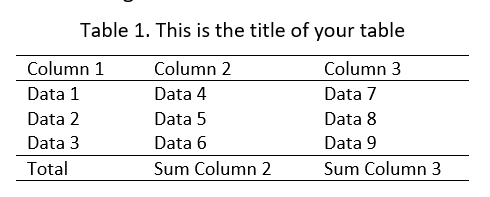 Table 1. This is the title of your table
Column 1 Column 2 Column 3
Data 1 Data 4 Data 7
Data 2 Data 5 Data 8
Data 3 Data 6 Data 9
Total Sum Column 2 Sum Column 3